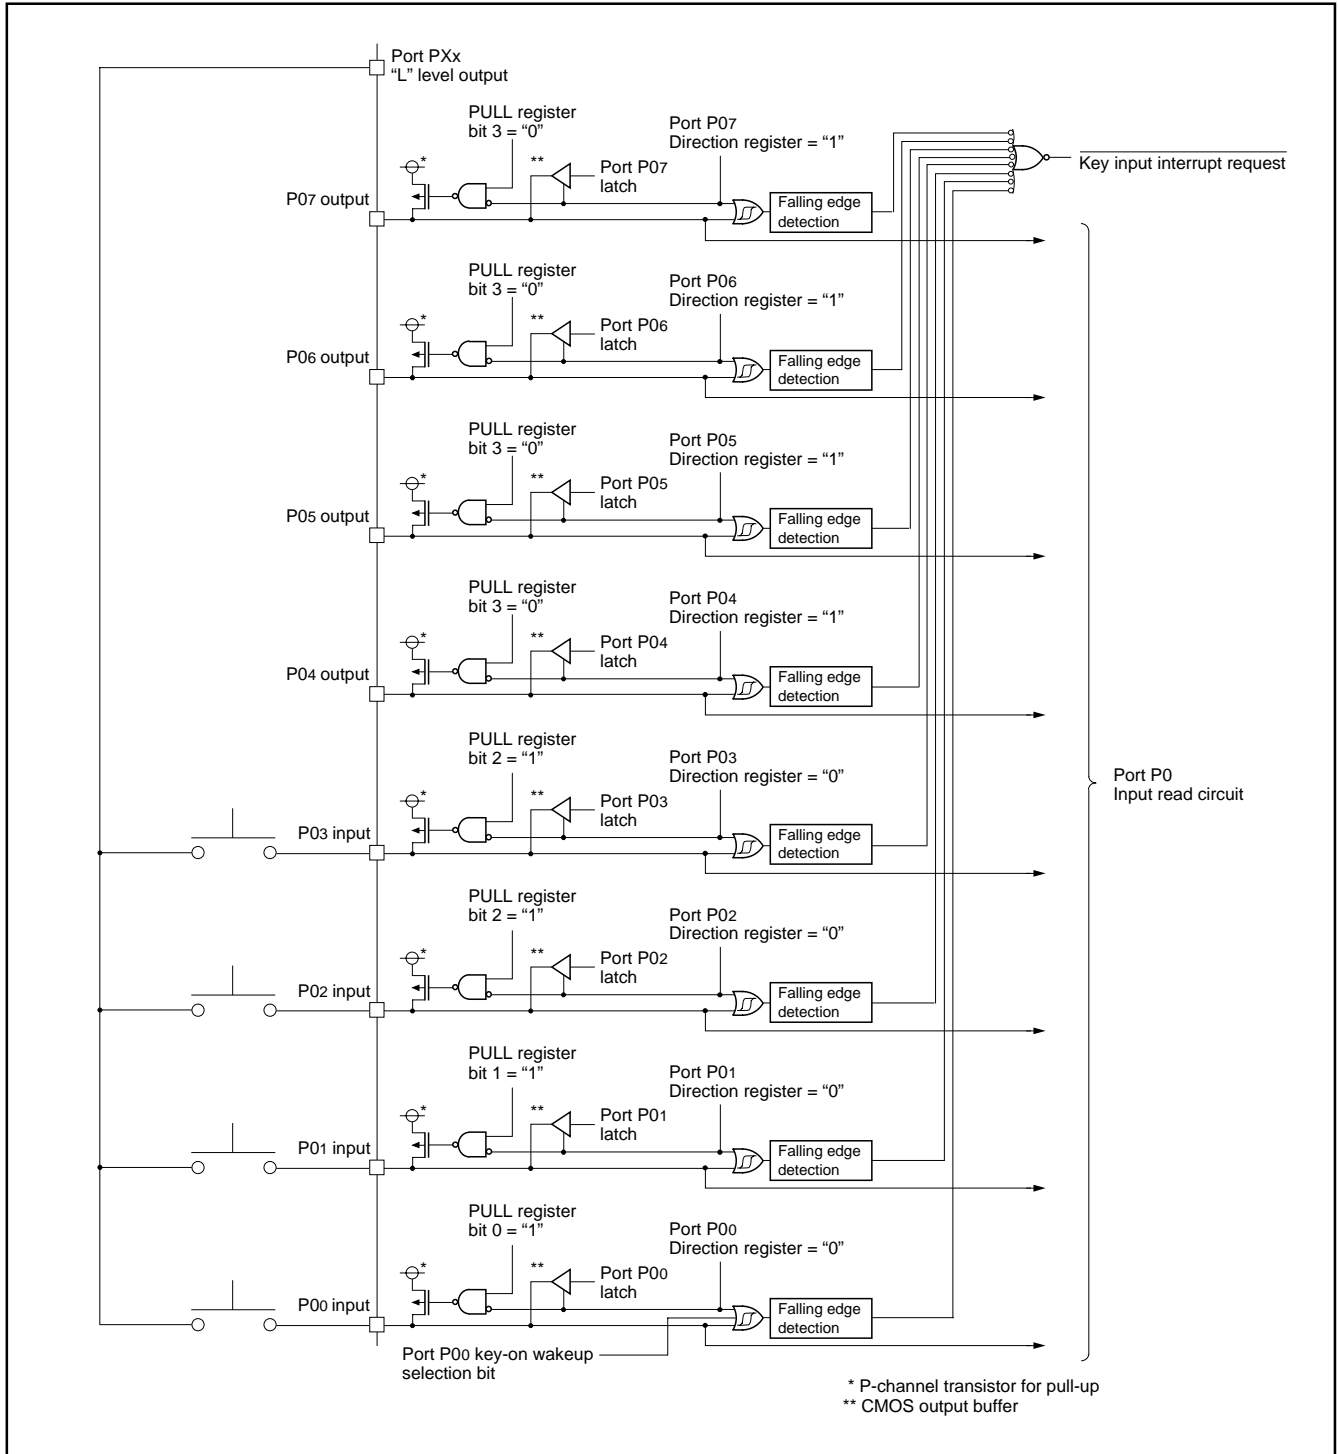 Port PXx
“L” level output
PULL register
bit 3 = “0”
Port P07
Direction register = “1”
*
**
Port P07
latch
P07 output
Falling edge
detection
Key input interrupt request
PULL register
bit 3 = “0”
Port P06
Direction register = “1”
*
**
Port P06
latch
P06 output
Falling edge
detection
PULL register
bit 3 = “0”
Port P05
Direction register = “1”
*
**
Port P05
latch
P05 output
Falling edge
detection
PULL register
bit 3 = “0”
Port P04
Direction register = “1”
*
**
Port P04
latch
P04 output
Falling edge
detection
PULL register
bit 2 = “1”
Port P03
Direction register = “0”
*
**
Port P03
latch
P03 input
Falling edge
detection
Port P0
Input read circuit
PULL register
bit 2 = “1”
Port P02
Direction register = “0”
*
**
Port P02
latch
P02 input
Falling edge
detection
PULL register
bit 1 = “1”
Port P01
Direction register = “0”
*
**
Port P01
latch
P01 input
Falling edge
detection
PULL register
bit 0 = “1”
Port P00
Direction register = “0”
*
**
Port P00
latch
P00 input
Falling edge
detection
Port P00 key-on wakeup
selection bit
* P-channel transistor for pull-up
** CMOS output buffer